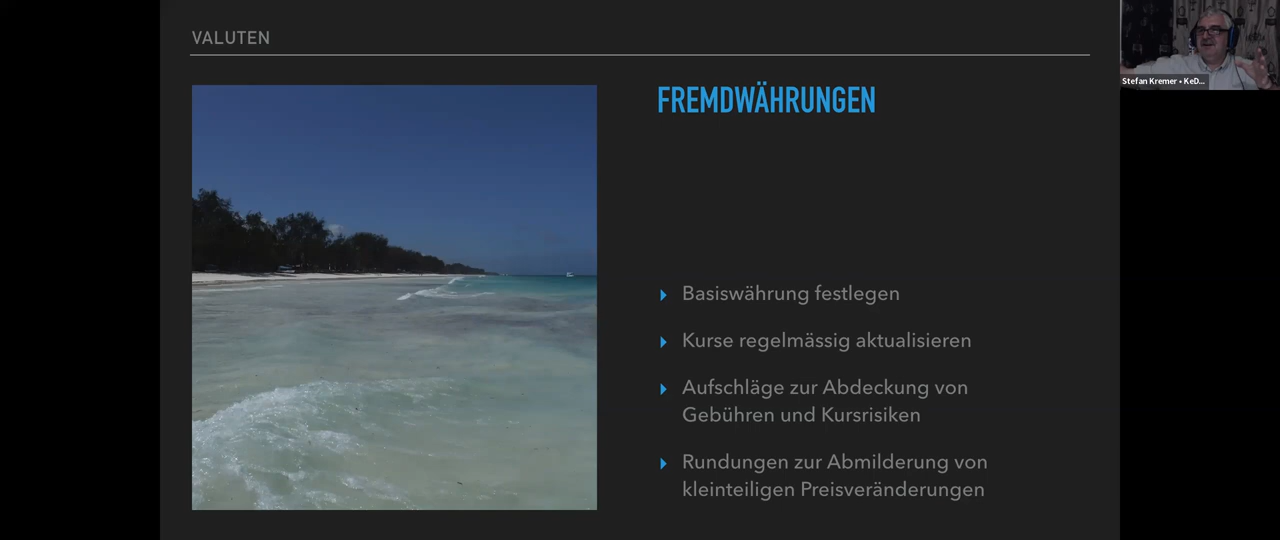 VALUTEN
Stefan Kremer • KeD...
FREMDWÄHRUNGEN
Basiswährung festlegen
Kurse regelmässig aktualisieren
Aufschläge zur Abdeckung von
Gebühren und Kursrisiken
Rundungen zur Abmilderung von
kleinteiligen Preisveränderungen